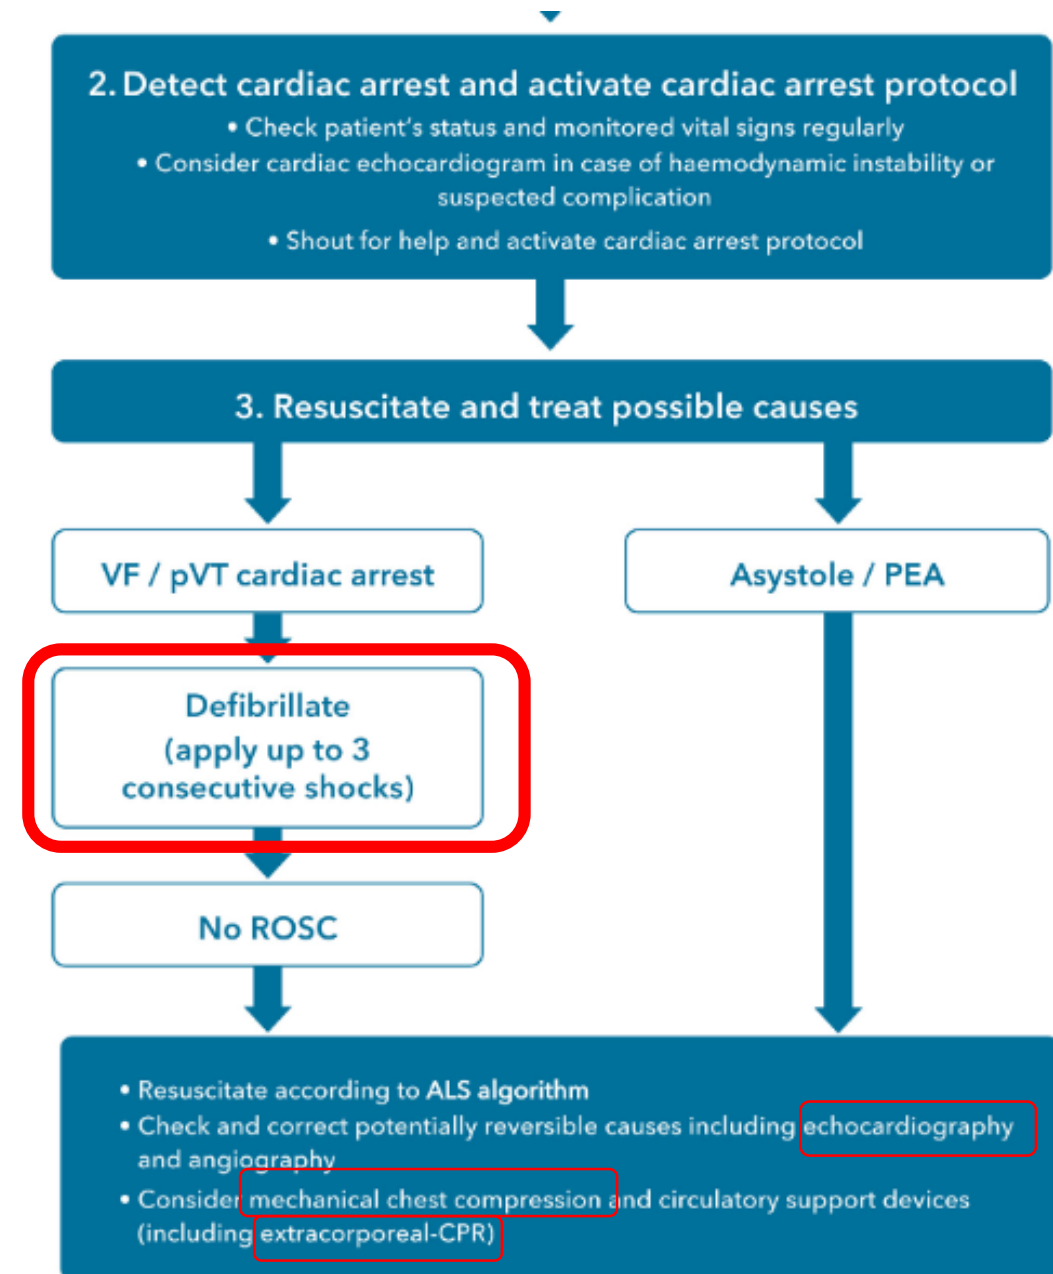 2. Detect cardiac arrest and activate cardiac arrest protocol
• Check patient's status and monitored vital signs regularly
• Consider cardiac echocardiogram in case of haemodynamic instability or
suspected complication
• Shout for help and activate cardiac arrest protocol
3. Resuscitate and treat possible causes
VF / pVT cardiac arrest
Asystole / PEA
Defibrillate
(apply up to 3
consecutive shocks)
No ROSC
• Resuscitate according to ALS algorithm
• Check and correct potentially reversible causes including echocardiography
and angiography
• Consider mechanical chest compression and circulatory support devices
(including extracorporeal-CPR)